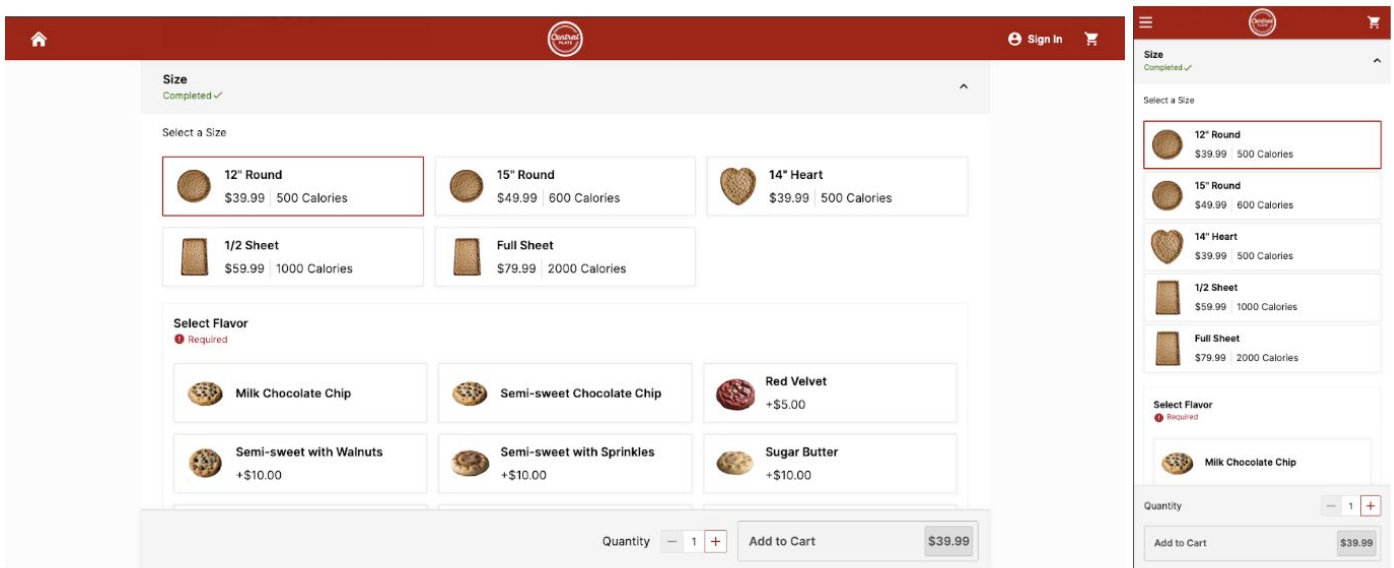 Central
PLATE
Sign In
Size
Completed
Select a Size
12" Round
$39.99 500 Calories
15" Round
$49.99 600 Calories
14" Heart
$39.99 500 Calories
1/2 Sheet
$59.99 1000 Calories
Full Sheet
$79.99 2000 Calories
Select Flavor
Required
Milk Chocolate Chip
Semi-sweet Chocolate Chip
Red Velvet
+$5.00
Semi-sweet with Walnuts
+$10.00
Semi-sweet with Sprinkles
+$10.00
Sugar Butter
+$10.00
Quantity 1 Add to Cart $39.99
Central
PLATE
Size
Completed
Select a Size
12" Round
$39.99 500 Calories
15" Round
$49.99 600 Calories
14" Heart
$39.99 500 Calories
1/2 Sheet
$59.99 1000 Calories
Full Sheet
$79.99 2000 Calories
Select Flavor
Required
Milk Chocolate Chip
Quantity 1
Add to Cart $39.99